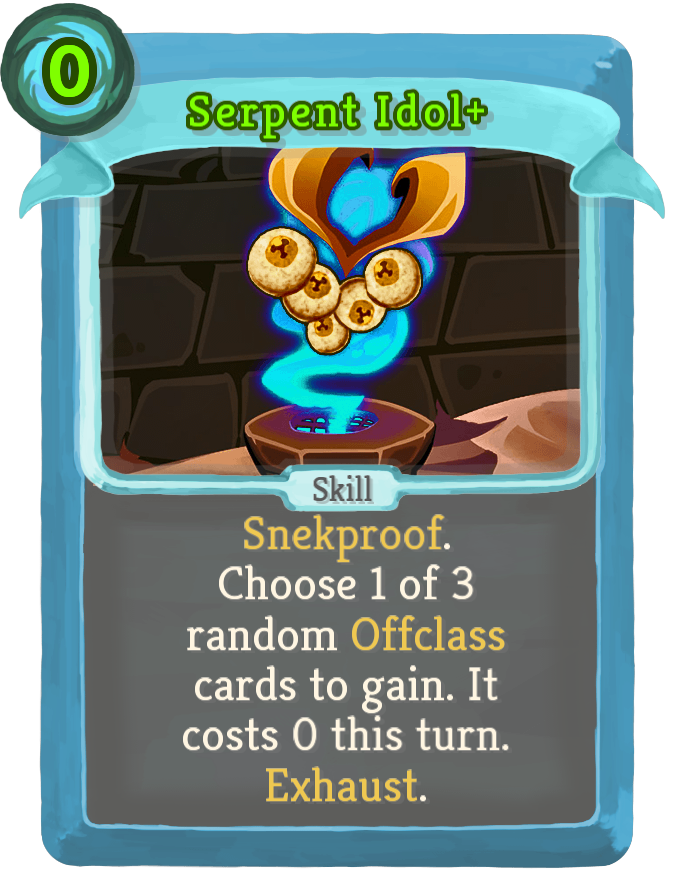 0
Serpent Idol+
Skill
Snekproof.
Choose 1 of 3
random Offclass
cards to gain. It
costs 0 this turn.
Exhaust.